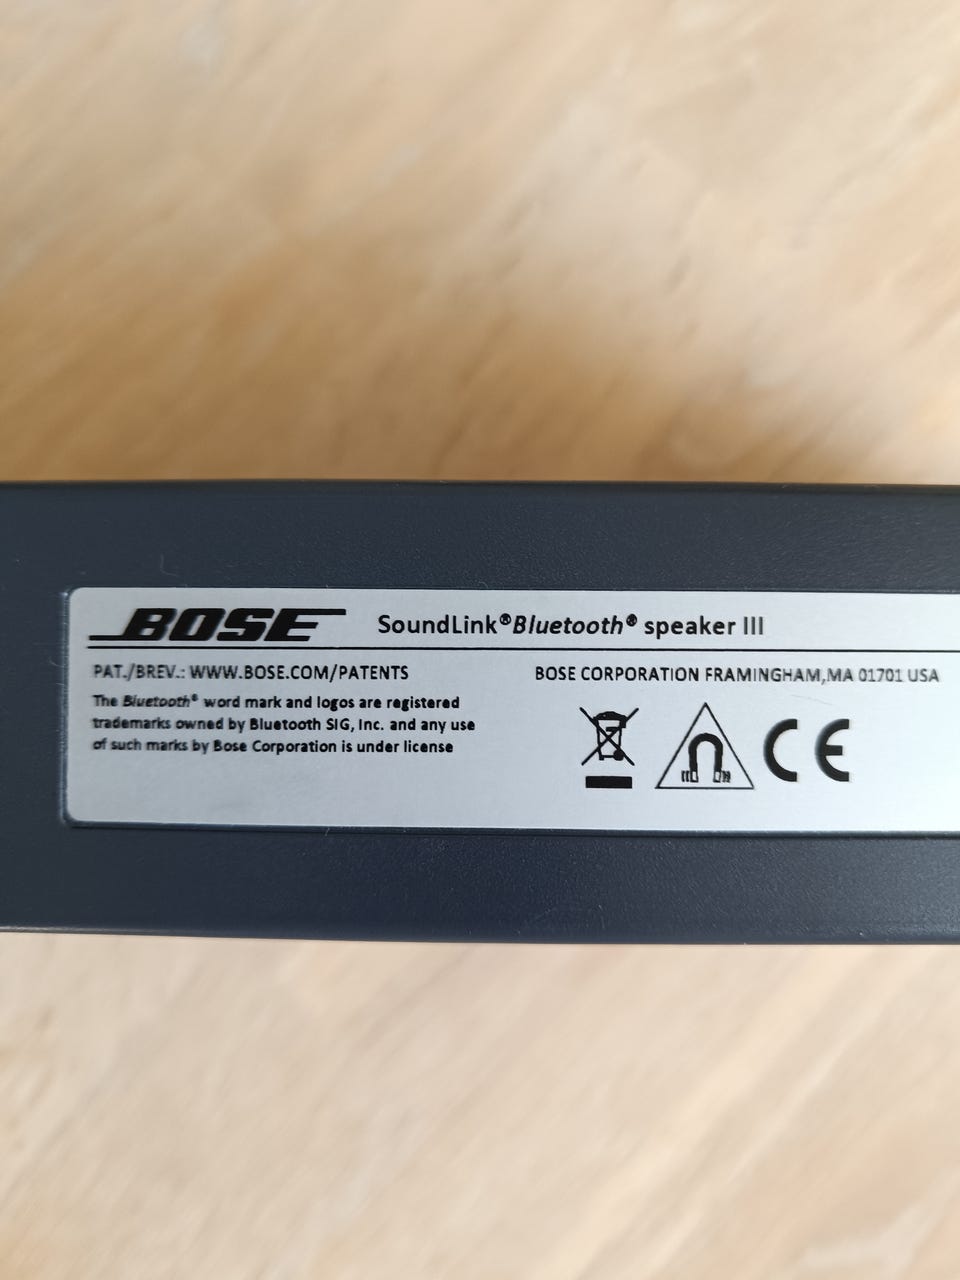 BOSE SoundLink®Bluetooth® speaker III
PAT./BREV.: WWW.BOSE.COM/PATENTS
BOSE CORPORATION FRAMINGHAM,MA 01701 USA
The Bluetooth® word mark and logos are registered
trademarks owned by Bluetooth SIG, Inc. and any use
of such marks by Bose Corporation is under license
CE